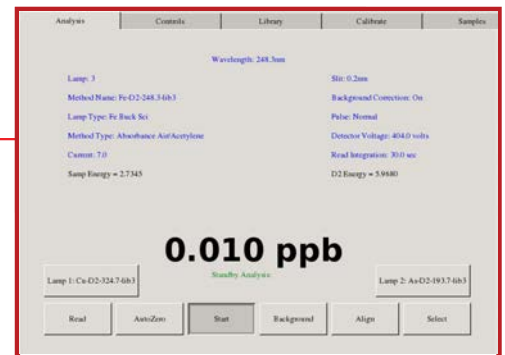 Analysis Controls Library Calibrate Samples
Wavelength: 248.3nm
Lamp: 3 Slit: 0.2nm
Method Name: Fe-D2-248.3-bb3 Background Correction: On
Lamp Type: Fe Buck Sci Pulse: Normal
Method Type: Absorbance Air/Acetylene Detector Voltage: 404.0 volts
Current: 7.0 Read Integration: 30.0 sec
Samp Energy = 2.7345 D2 Energy = 5.9680
0.010 ppb
Standby Analysis
Lamp 1: Cu-D2-324.7-bb3 Lamp 2: As-D2-193.7-bb3
Read AutoZero Start Background Align Select